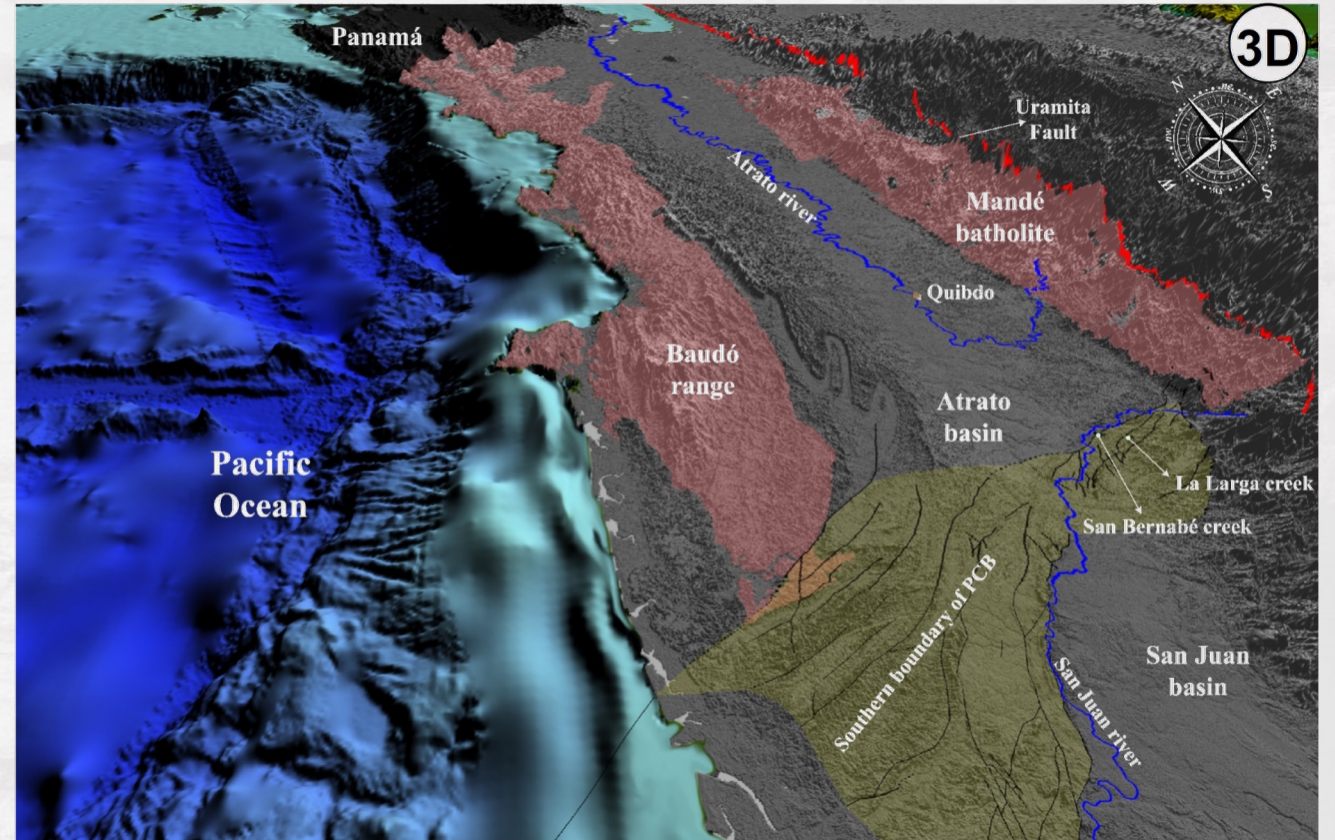 Panamá
3D
N
E
W
S
Uramita
Fault
Atrato river
Mandé
batholite
Quibdo
Baudó
range
Atrato
basin
Pacific
Ocean
La Larga creek
San Bernabé creek
Southern boundary of PCB
San Juan
basin
San Juan river